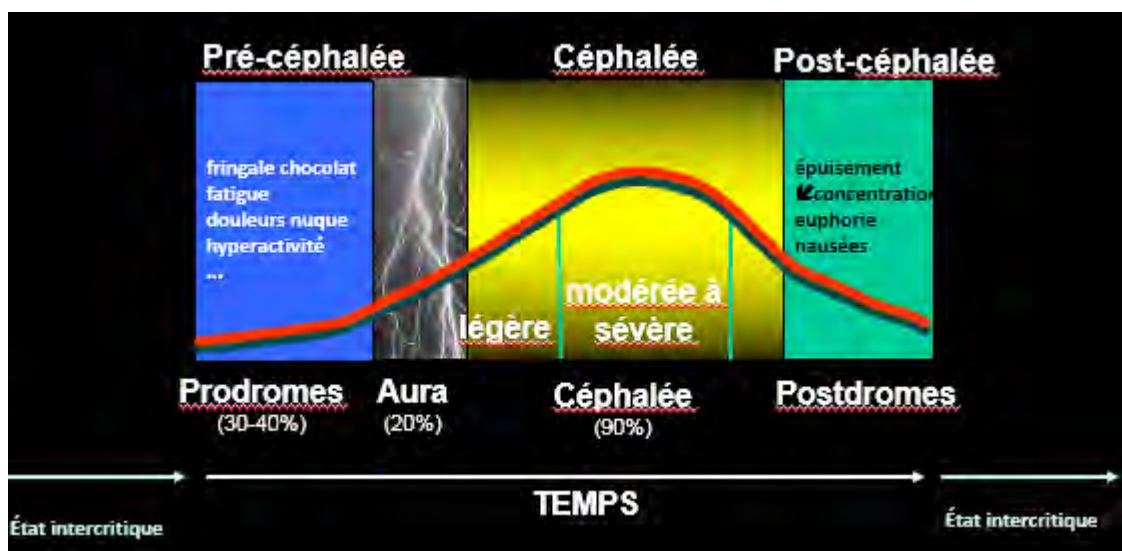 Pré-céphalée
Céphalée
Post-céphalée
fringale chocolat
fatigue
douleurs nuque
hyperactivité
...
épuisement
↙concentration
euphorie
nausées
légère
modérée à
sévère
Prodromes
(30-40%)
Aura
(20%)
Céphalée
(90%)
Postdromes
TEMPS
État intercritique
État intercritique